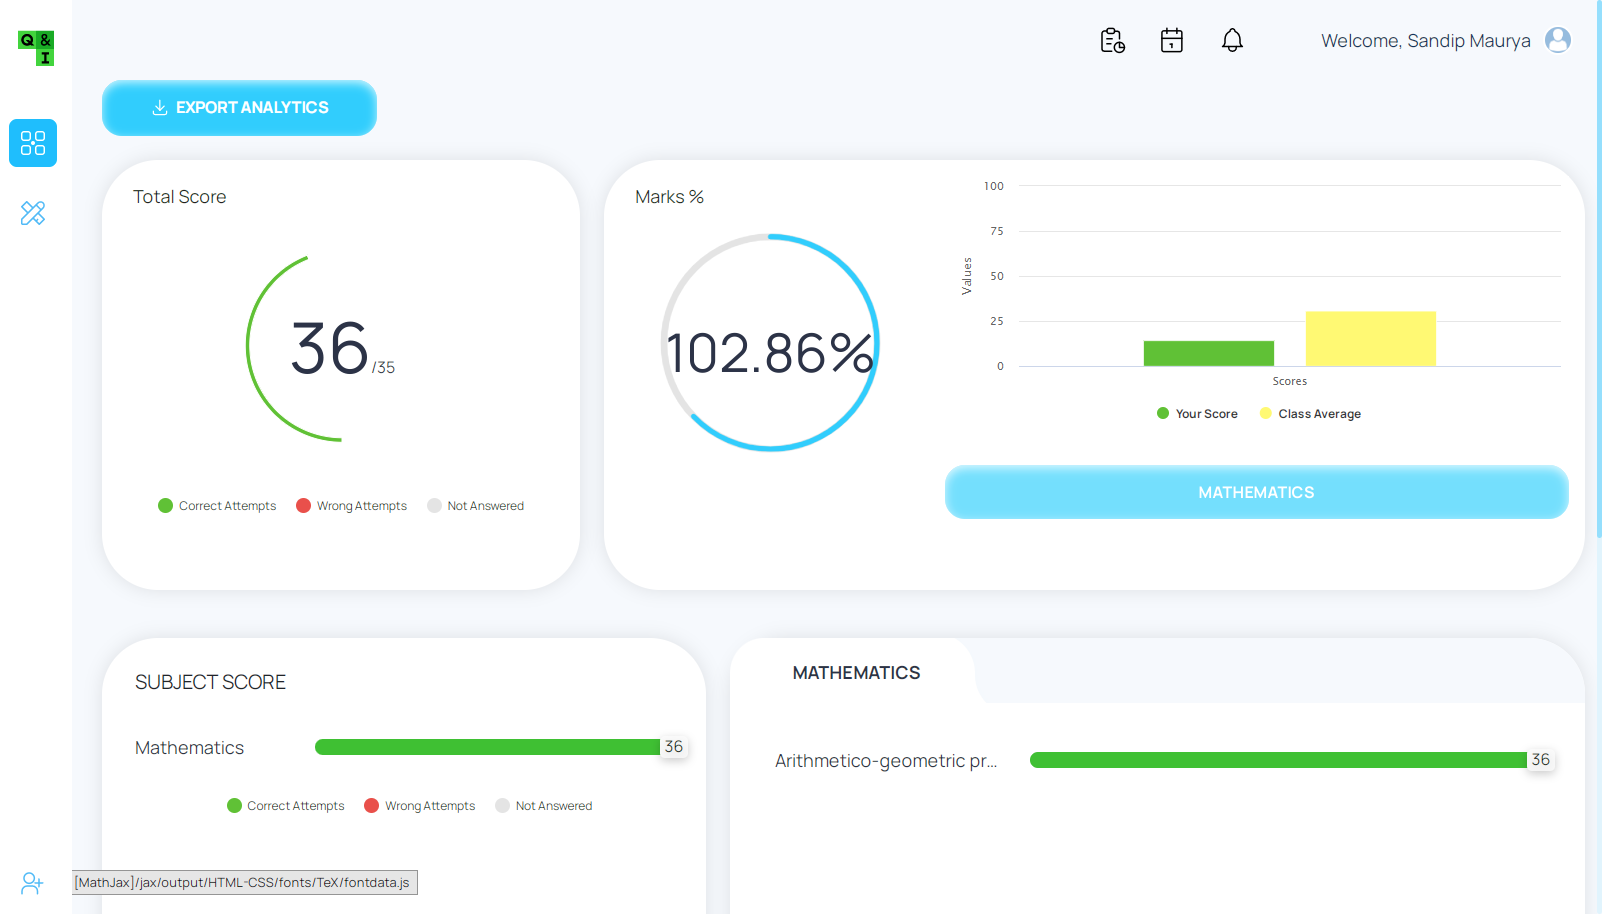 Q &
I
Welcome, Sandip Maurya
EXPORT ANALYTICS
Total Score
36/35
Correct Attempts Wrong Attempts Not Answered
Marks %
102.86%
100
75
50
25
0
Values
Scores
Your Score Class Average
MATHEMATICS
SUBJECT SCORE
Mathematics 36
Correct Attempts Wrong Attempts Not Answered
MATHEMATICS
Arithmetico-geometric pr... 36
[MathJax]/jax/output/HTML-CSS/fonts/TeX/fontdata.js